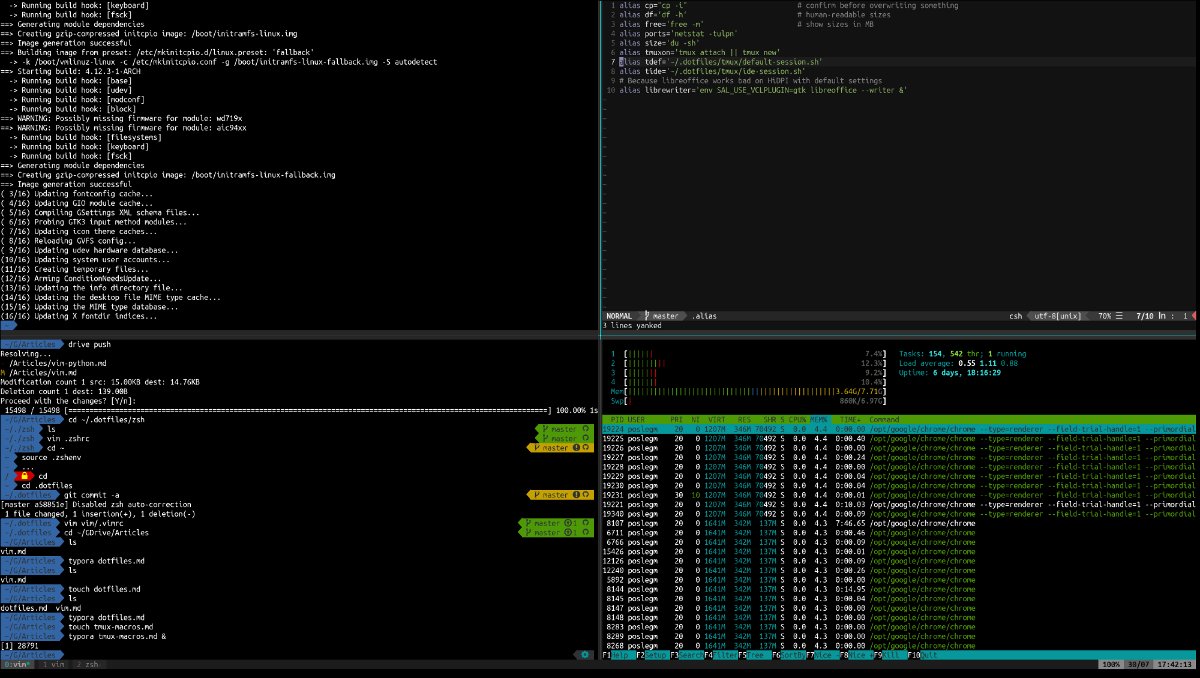 -> Running build hook: [keyboard]
-> Running build hook: [fsck]
==> Generating module dependencies
==> Creating gzip-compressed initcpio image: /boot/initramfs-linux.img
==> Image generation successful
==> Building image from preset: /etc/mkinitcpio.d/linux.preset: 'fallback'
-> -k /boot/vmlinuz-linux -c /etc/mkinitcpio.conf -g /boot/initramfs-linux-fallback.img -S autodetect
==> Starting build: 4.12.3-1-ARCH
-> Running build hook: [base]
-> Running build hook: [udev]
-> Running build hook: [modconf]
-> Running build hook: [block]
==> WARNING: Possibly missing firmware for module: wd719x
==> WARNING: Possibly missing firmware for module: aic94xx
-> Running build hook: [filesystems]
-> Running build hook: [keyboard]
-> Running build hook: [fsck]
==> Generating module dependencies
==> Creating gzip-compressed initcpio image: /boot/initramfs-linux-fallback.img
==> Image generation successful
( 3/16) Updating fontconfig cache...
( 4/16) Updating GIO module cache...
( 5/16) Compiling GSettings XML schema files...
( 6/16) Probing GTK3 input method modules...
( 7/16) Updating icon theme caches...
( 8/16) Reloading GVFS config...
( 9/16) Updating udev hardware database...
(10/16) Updating system user accounts...
(11/16) Creating temporary files...
(12/16) Arming ConditionNeedsUpdate...
(13/16) Updating the info directory file...
(14/16) Updating the desktop file MIME type cache...
(15/16) Updating the MIME type database...
(16/16) Updating X fontdir indices...
~
1 alias cp="cp -i" # confirm before overwriting something
2 alias df='df -h' # human-readable sizes
3 alias free='free -m' # show sizes in MB
4 alias ports='netstat -tulpn'
5 alias size='du -sh'
6 alias tmuxon='tmux attach || tmux new'
7 alias tdef='~/.dotfiles/tmux/default-session.sh'
8 alias tide='~/.dotfiles/tmux/ide-session.sh'
9 # Because libreoffice works bad on HiDPI with default settings
10 alias librewriter='env SAL_USE_VCLPLUGIN=gtk libreoffice --writer &'
NORMAL master .alias csh utf-8[unix] 70% 7/10 ln : 1
3 lines yanked
~/G/Articles drive push
Resolving...
/Articles/vim-python.md
M /Articles/vim.md
Modification count 1 src: 15.00KB dest: 14.76KB
Deletion count 1 dest: 139.00B
Proceed with the changes? [Y/n]:
15498 / 15498 [====] 100.00% 1s
~/G/Articles cd ~/.dotfiles/zsh
~/./zsh ls master
~/./zsh vim .zshrc master
~/./zsh cd ~ master
~ source .zshenv
~ ...
/ cd
~ cd .dotfiles
~/.dotfiles git commit -a master
[master a58851e] Disabled zsh auto-correction
1 file changed, 1 insertion(+), 1 deletion(-)
~/.dotfiles vim vim/.vimrc master 1
~/.dotfiles cd ~/GDrive/Articles master 1
~/G/Articles ls
vim.md
~/G/Articles typora dotfiles.md
~/G/Articles ls
vim.md
~/G/Articles touch dotfiles.md
~/G/Articles ls
dotfiles.md vim.md
~/G/Articles typora dotfiles.md
~/G/Articles touch tmux-macros.md
~/G/Articles typora tmux-macros.md &
[1] 28791
~/G/Articles
1 7.4%] Tasks: 154, 542 thr; 1 running
2 12.3%] Load average: 0.55 1.11 0.88
3 9.2%] Uptime: 6 days, 18:16:29
4 10.4%]
Mem 3.64G/7.71G]
Swp 860K/6.97G]
PID USER PRI NI VIRT RES SHR S CPU% MEM% TIME+ Command
19224 poslegm 20 0 1207M 346M 70492 S 0.0 4.4 0:00.00 /opt/google/chrome/chrome --type=renderer --field-trial-handle=1 --primordial
19225 poslegm 20 0 1207M 346M 70492 S 0.0 4.4 0:00.40 /opt/google/chrome/chrome --type=renderer --field-trial-handle=1 --primordial
19226 poslegm 20 0 1207M 346M 70492 S 0.0 4.4 0:00.00 /opt/google/chrome/chrome --type=renderer --field-trial-handle=1 --primordial
19227 poslegm 20 0 1207M 346M 70492 S 0.0 4.4 0:00.24 /opt/google/chrome/chrome --type=renderer --field-trial-handle=1 --primordial
19228 poslegm 20 0 1207M 346M 70492 S 0.0 4.4 0:00.00 /opt/google/chrome/chrome --type=renderer --field-trial-handle=1 --primordial
19229 poslegm 20 0 1207M 346M 70492 S 0.0 4.4 0:00.04 /opt/google/chrome/chrome --type=renderer --field-trial-handle=1 --primordial
19230 poslegm 20 0 1207M 346M 70492 S 0.0 4.4 0:00.00 /opt/google/chrome/chrome --type=renderer --field-trial-handle=1 --primordial
19231 poslegm 30 10 1207M 346M 70492 S 0.0 4.4 0:00.01 /opt/google/chrome/chrome --type=renderer --field-trial-handle=1 --primordial
19214 poslegm 20 0 1207M 346M 70492 S 0.0 4.4 0:10.03 /opt/google/chrome/chrome --type=renderer --field-trial-handle=1 --primordial
19340 poslegm 20 0 1207M 346M 70492 S 0.0 4.4 0:00.09 /opt/google/chrome/chrome --type=renderer --field-trial-handle=1 --primordial
8107 poslegm 20 0 1641M 342M 137M S 0.0 4.3 7:46.65 /opt/google/chrome/chrome
6711 poslegm 20 0 1641M 342M 137M S 0.0 4.3 0:00.46 /opt/google/chrome/chrome
6766 poslegm 20 0 1641M 342M 137M S 0.0 4.3 0:00.09 /opt/google/chrome/chrome
15426 poslegm 20 0 1641M 342M 137M S 0.0 4.3 0:00.01 /opt/google/chrome/chrome
12126 poslegm 20 0 1641M 342M 137M S 0.0 4.3 0:00.09 /opt/google/chrome/chrome
12240 poslegm 20 0 1641M 342M 137M S 0.0 4.3 0:00.26 /opt/google/chrome/chrome
5892 poslegm 20 0 1641M 342M 137M S 0.0 4.3 0:00.00 /opt/google/chrome/chrome
8144 poslegm 20 0 1641M 342M 137M S 0.0 4.3 0:14.95 /opt/google/chrome/chrome
8145 poslegm 20 0 1641M 342M 137M S 0.0 4.3 0:00.04 /opt/google/chrome/chrome
8147 poslegm 20 0 1641M 342M 137M S 0.0 4.3 0:00.00 /opt/google/chrome/chrome
8148 poslegm 20 0 1641M 342M 137M S 0.0 4.3 0:00.00 /opt/google/chrome/chrome
8203 poslegm 20 0 1641M 342M 137M S 0.0 4.3 0:00.00 /opt/google/chrome/chrome
8209 poslegm 20 0 1641M 342M 137M S 0.0 4.3 0:00.00 /opt/google/chrome/chrome
8268 poslegm 20 0 1641M 342M 137M S 0.0 4.3 0:00.00 /opt/google/chrome/chrome
F1Help F2Setup F3Search F4Filter F5Tree F6SortBy F7Nice - F8Nice + F9Kill F10Quit
0:vim* 1 vim 2 zsh 100% 30/07 17:42:13